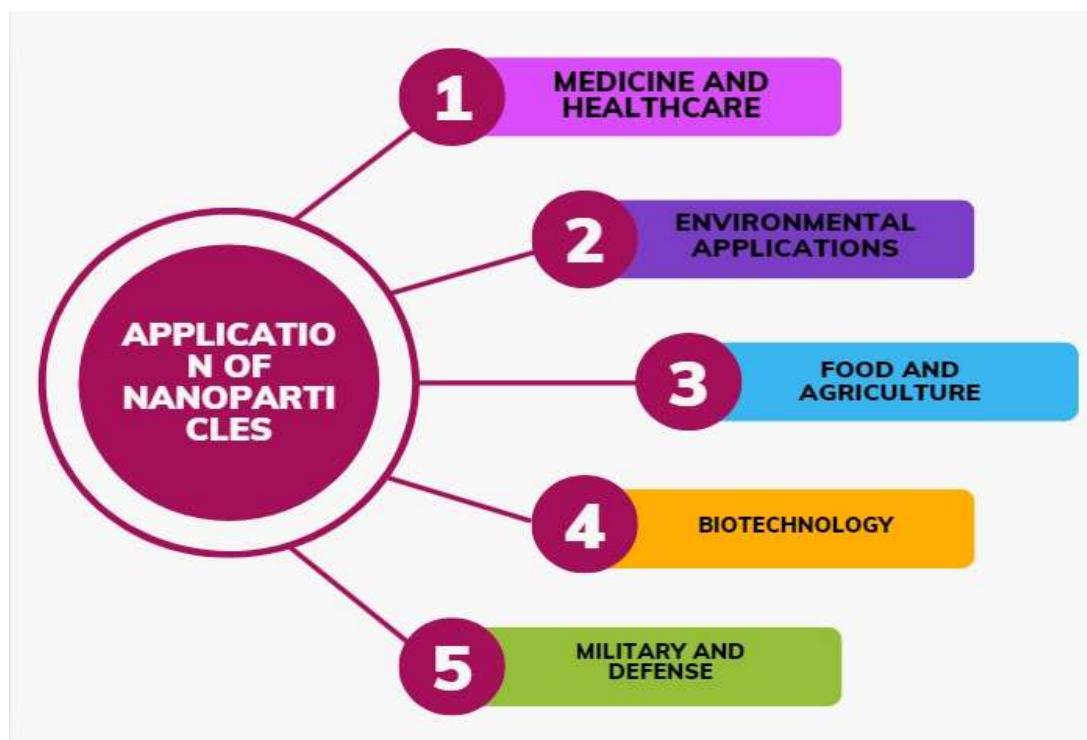 APPLICATIO
N OF
NANOPARTI
CLES
1
MEDICINE AND
HEALTHCARE
2
ENVIRONMENTAL
APPLICATIONS
3
FOOD AND
AGRICULTURE
4
BIOTECHNOLOGY
5
MILITARY AND
DEFENSE